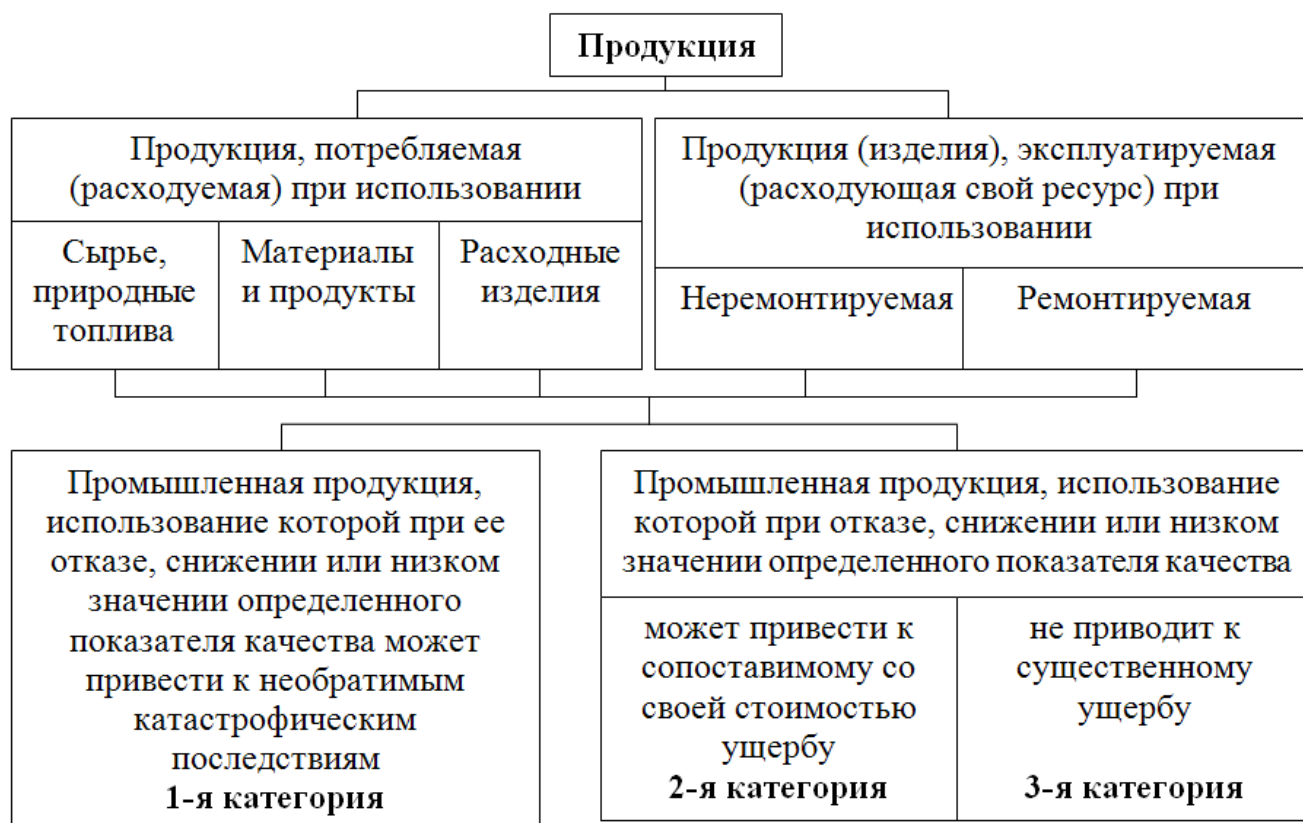 Продукция
Продукция, потребляемая
(расходуемая) при использовании
Сырье,
природные
топлива
Материалы
и продукты
Расходные
изделия
Продукция (изделия), эксплуатируемая
(расходующая свой ресурс) при
использовании
Неремонтируемая
Ремонтируемая
Промышленная продукция,
использование которой при ее
отказе, снижении или низком
значении определенного
показателя качества может
привести к необратимым
катастрофическим
последствиям
1-я категория
Промышленная продукция, использование
которой при отказе, снижении или низком
значении определенного показателя качества
может привести к
сопоставимому со
своей стоимостью
ущербу
2-я категория
не приводит к
существенному
ущербу
3-я категория